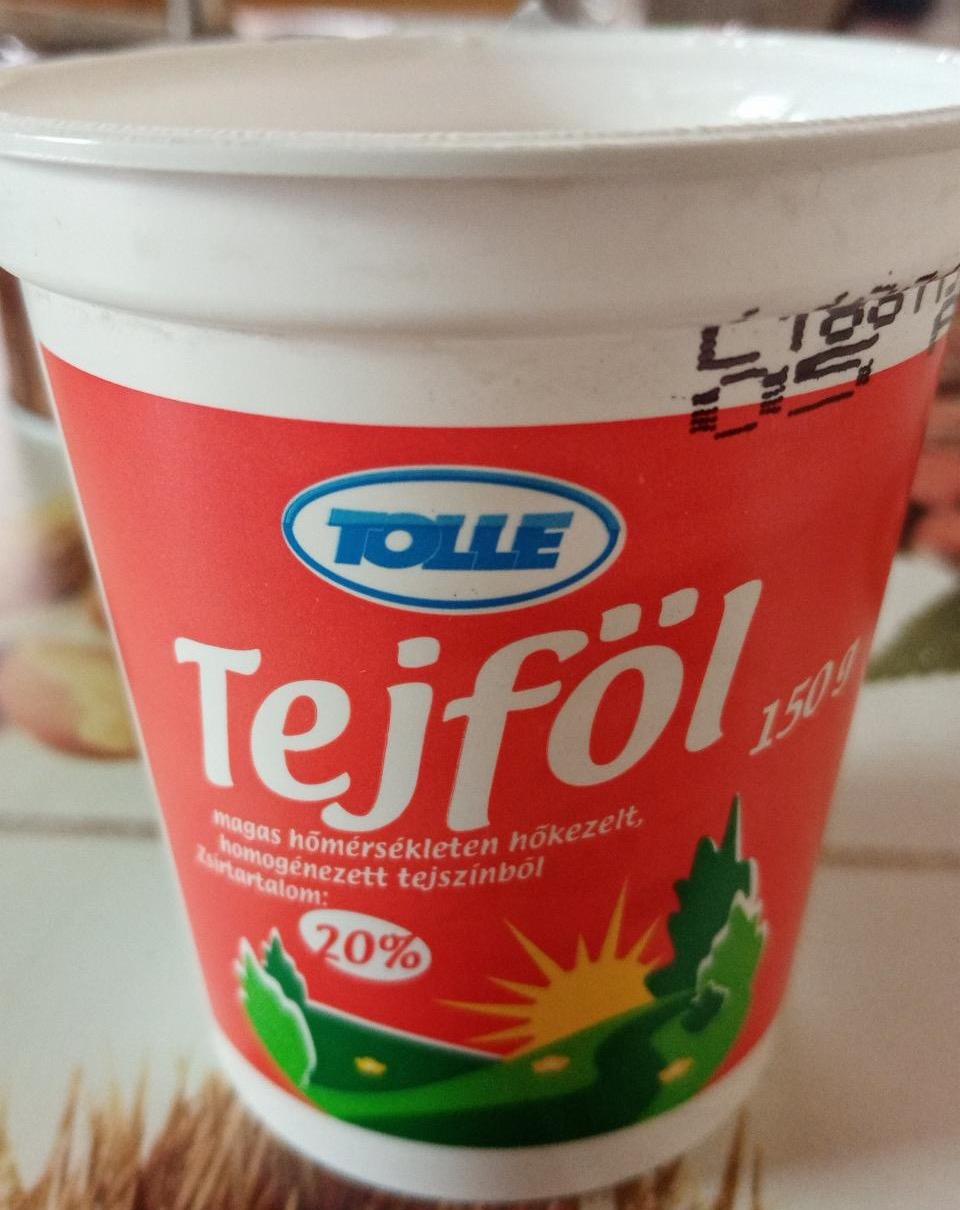 TOLLE
Tejföl
150 g
magas hőmérsékleten hőkezelt,
homogénezett tejszínből
Zsírtartalom:
20%